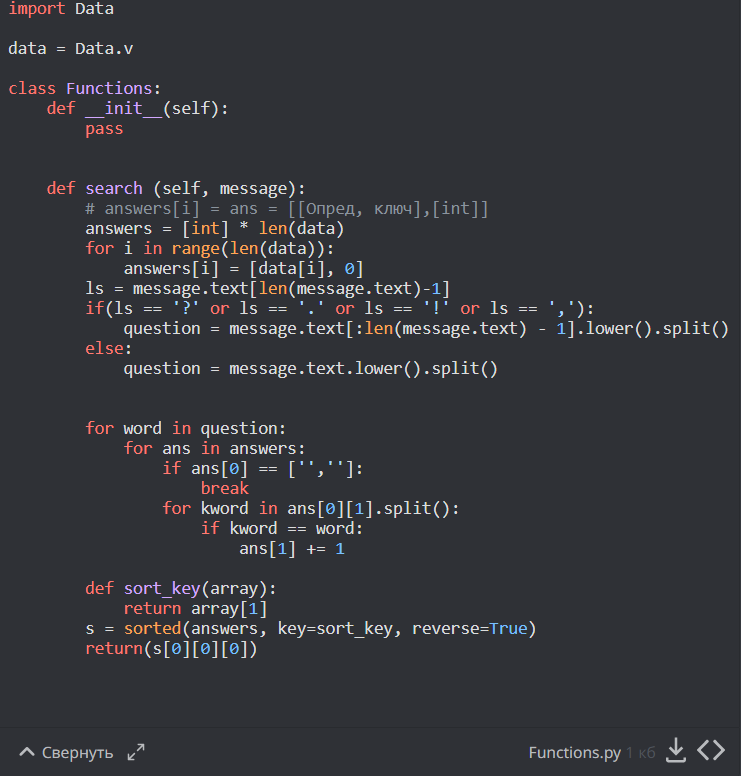 import Data

data = Data.v

class Functions:
    def __init__(self):
        pass


    def search (self, message):
        # answers[i] = ans = [[Опред, ключ],[int]]
        answers = [int] * len(data)
        for i in range(len(data)):
            answers[i] = [data[i], 0]
        ls = message.text[len(message.text)-1]
        if(ls == '?' or ls == '.' or ls == '!' or ls == ','):
            question = message.text[:len(message.text) - 1].lower().split()
        else:
            question = message.text.lower().split()


        for word in question:
            for ans in answers:
                if ans[0] == ['','']:
                    break
                for kword in ans[0][1].split():
                    if kword == word:
                        ans[1] += 1

        def sort_key(array):
            return array[1]
        s = sorted(answers, key=sort_key, reverse=True)
        return(s[0][0][0])

Свернуть
Functions.py 1 кб